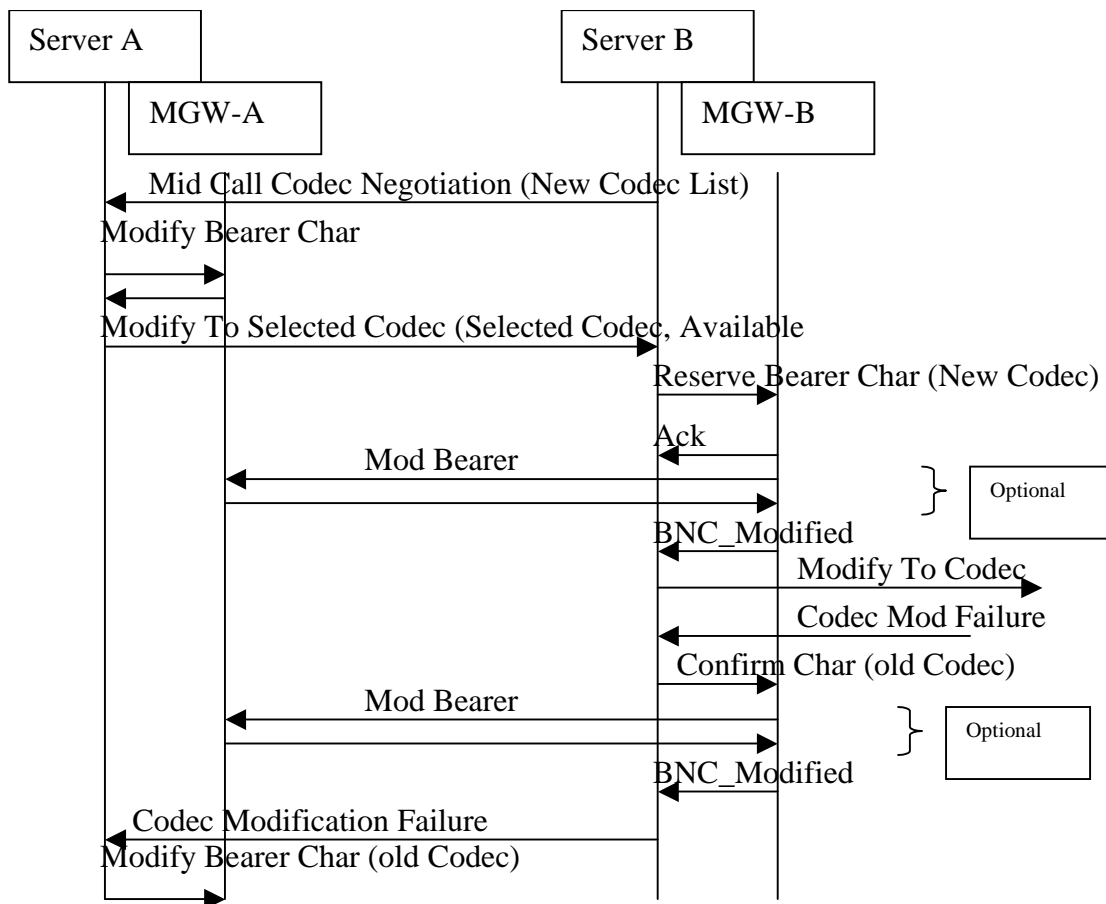 Server A
Server B
MGW-A
MGW-B
Mid Call Codec Negotiation (New Codec List)
Modify Bearer Char
Modify To Selected Codec (Selected Codec, Available
Reserve Bearer Char (New Codec)
Ack
Mod Bearer
Optional
BNC_Modified
Modify To Codec
Codec Mod Failure
Confirm Char (old Codec)
Mod Bearer
Optional
BNC_Modified
Codec Modification Failure
Modify Bearer Char (old Codec)